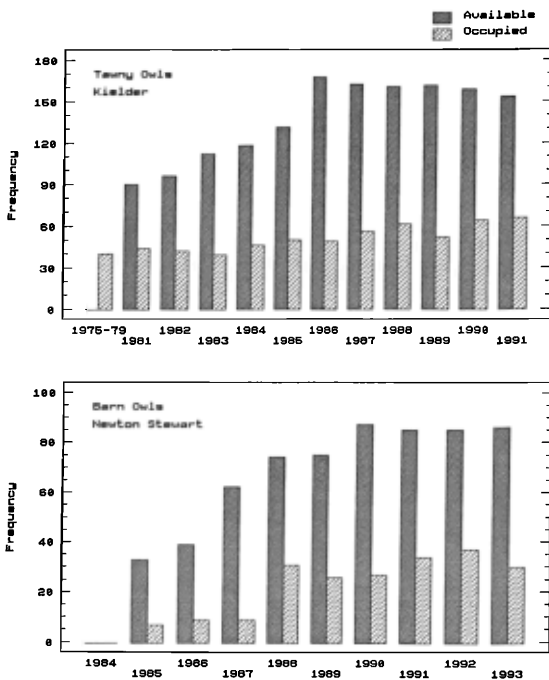 Available
Occupied
Tawny Owls
Kielder
180
150
120
90
60
30
0
Frequency
1975-79 1982 1984 1986 1988 1990
1981 1983 1985 1987 1989 1991
Barn Owls
Newton Stewart
100
80
60
40
20
0
Frequency
1984 1986 1988 1990 1992
1985 1987 1989 1991 1993